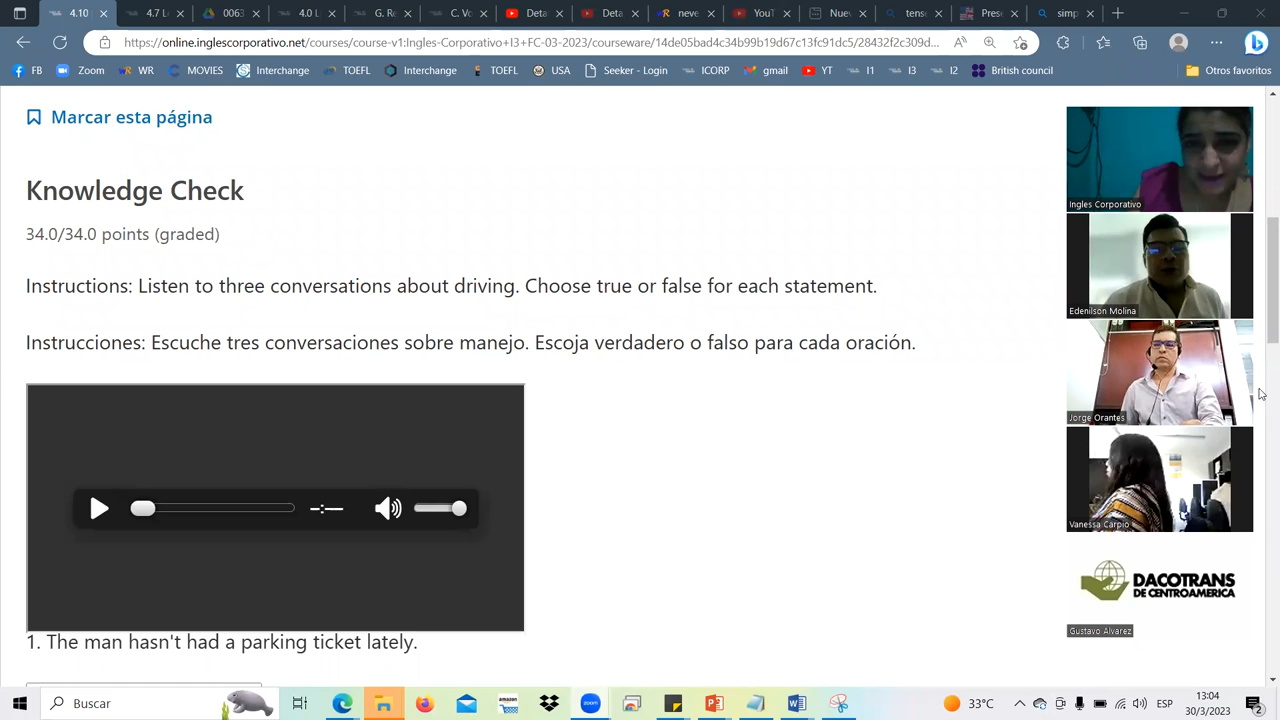 4.10
4.7 L
0063
4.0 L
G. Re
C. Vo
Deta
Deta
neve
YouT
Nuev
tense
Prese
simp
https://online.inglescorporativo.net/courses/course-v1:Ingles-Corporativo+I3+FC-03-2023/courseware/14de05bad4c34b99b19d67c13fc91dc5/28432f2c309d...
FB
Zoom
WR
MOVIES
Interchange
TOEFL
Interchange
TOEFL
USA
Seeker - Login
ICORP
gmail
YT
I1
I3
I2
British council
Otros favoritos
Marcar esta página
Knowledge Check
34.0/34.0 points (graded)
Instructions: Listen to three conversations about driving. Choose true or false for each statement.
Instrucciones: Escuche tres conversaciones sobre manejo. Escoja verdadero o falso para cada oración.
-:--
1. The man hasn't had a parking ticket lately.
Ingles Corporativo
Edenilson Molina
Jorge Orantes
Vanessa Carpio
DACOTRANS
DE CENTROAMERICA
Gustavo Alvarez
Buscar
amazon
zoom
33°C
ESP
13:04
30/3/2023
2